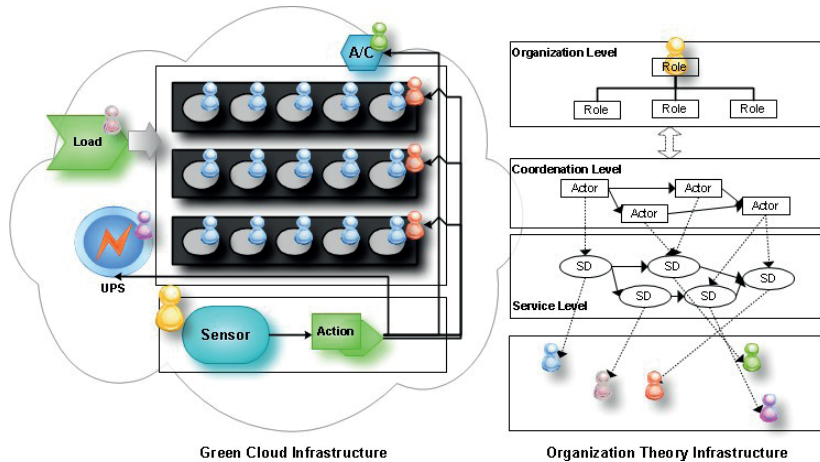 A/C
Load
UPS
Sensor
Action
Green Cloud Infrastructure
Organization Level
Role
Role
Role
Role
Coordenation Level
Actor
Actor
Actor
Actor
SD
SD
SD
SD
SD
Service Level
Organization Theory Infrastructure